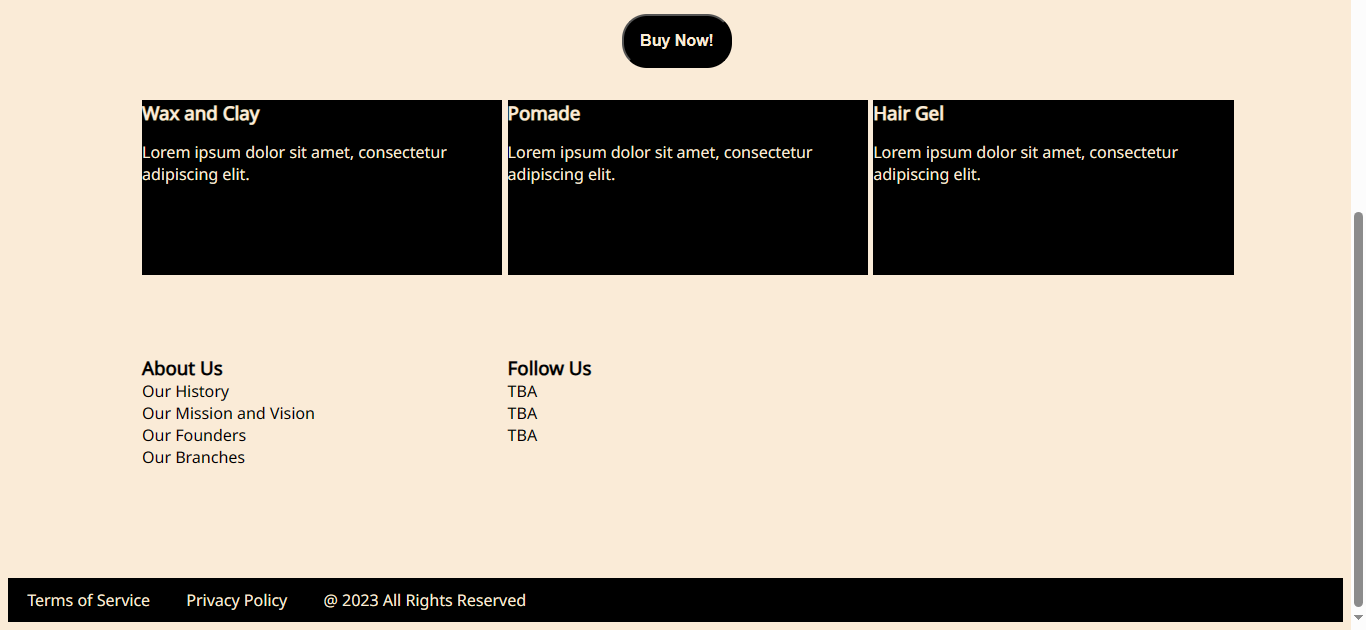 Buy Now!
Wax and Clay
Lorem ipsum dolor sit amet, consectetur
adipiscing elit.
Pomade
Lorem ipsum dolor sit amet, consectetur
adipiscing elit.
Hair Gel
Lorem ipsum dolor sit amet, consectetur
adipiscing elit.
About Us
Our History
Our Mission and Vision
Our Founders
Our Branches
Follow Us
TBA
TBA
TBA
Terms of Service Privacy Policy @ 2023 All Rights Reserved